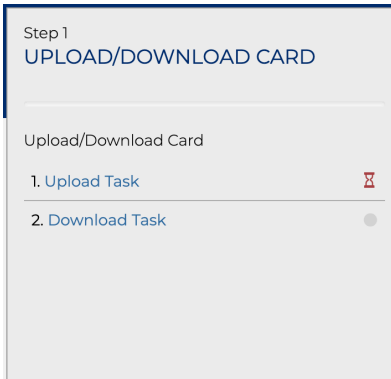 Step 1
UPLOAD/DOWNLOAD CARD
Upload/Download Card
1. Upload Task
2. Download Task